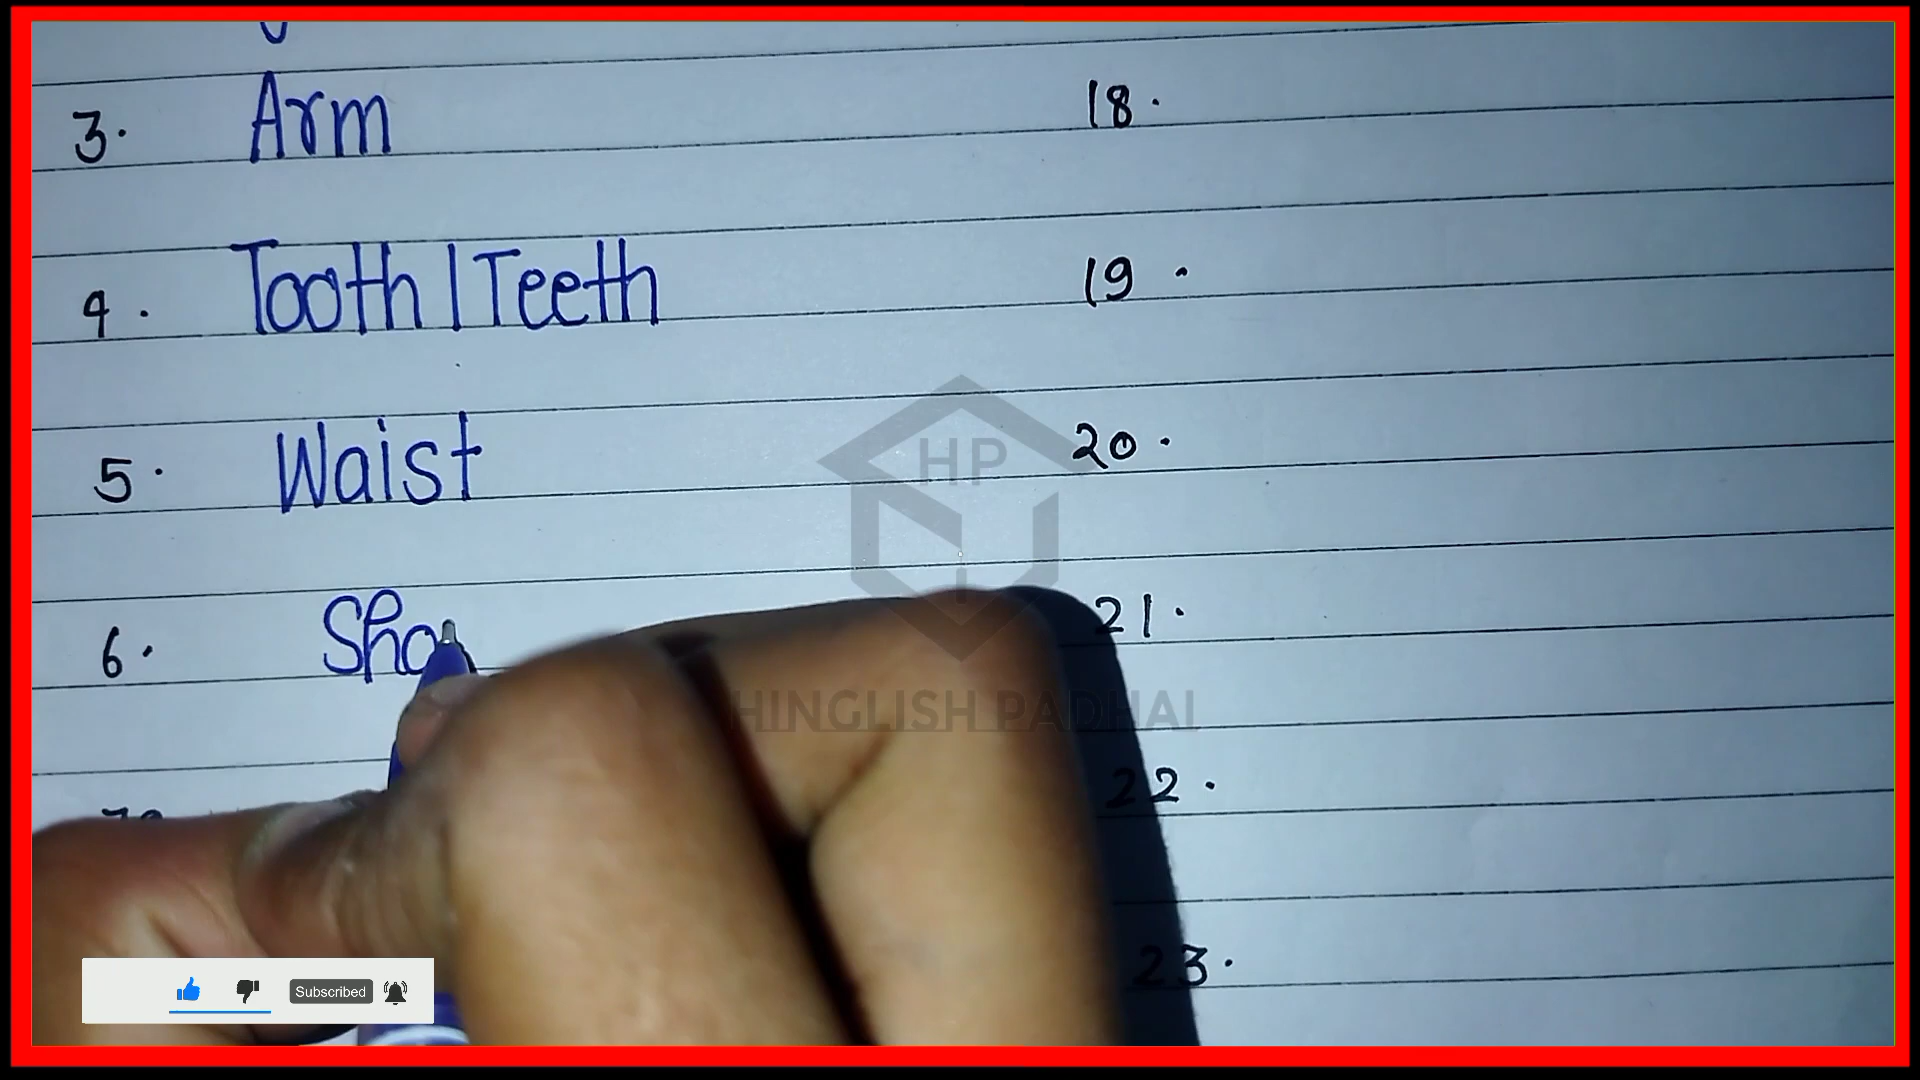 3. Arm
18.
4. Tooth | Teeth
19.
5. Waist
20.
HP
6. Sho
21.
HINGLISH PADHAI
22.
23.
Subscribed